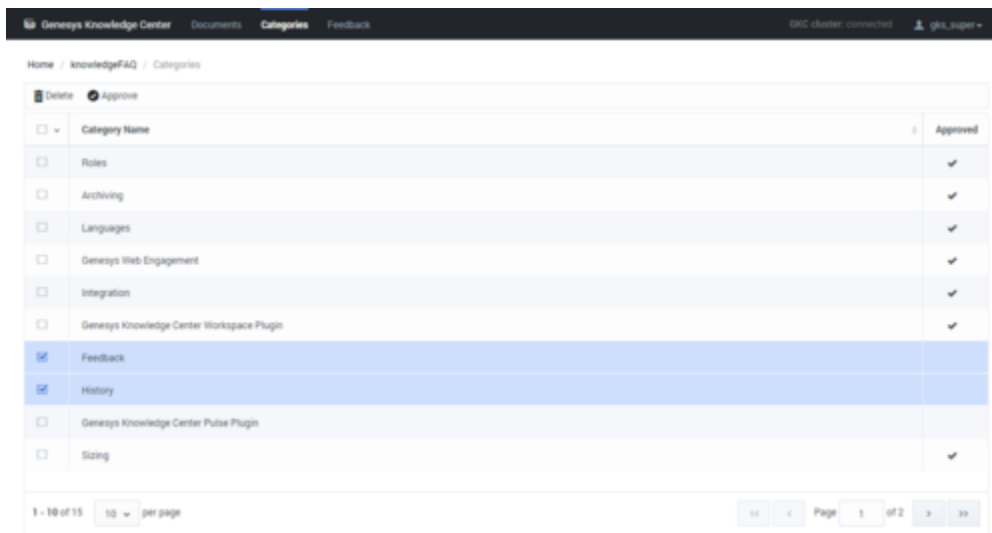 Genesys Knowledge Center Documents Categories Feedback GKC cluster: connected gks_super
Home / knowledgeFAQ / Categories
Delete Approve
Category Name Approved
Roles
Archiving
Languages
Genesys Web Engagement
Integration
Genesys Knowledge Center Workspace Plugin
Feedback
History
Genesys Knowledge Center Pulse Plugin
Sizing
1 - 10 of 15 10 per page << < Page 1 of 2 > >>